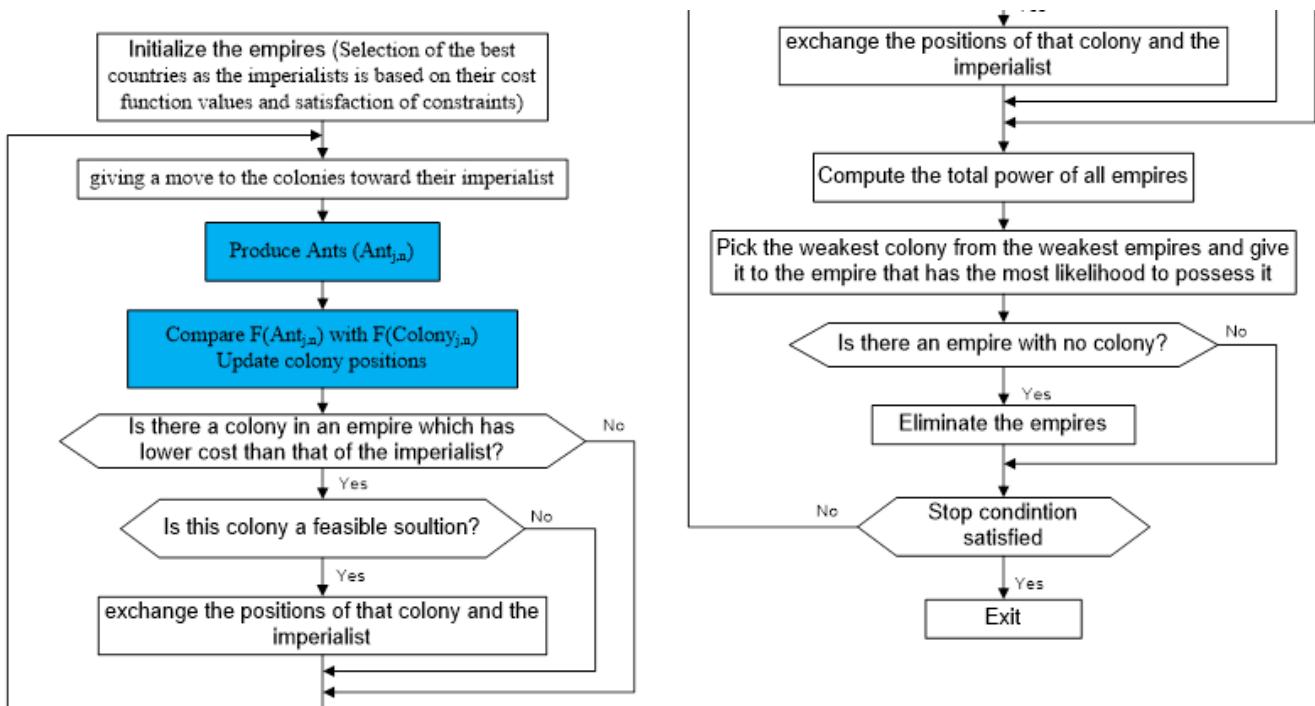 Initialize the empires (Selection of the best
countries as the imperialists is based on their cost
function values and satisfaction of constraints)
giving a move to the colonies toward their imperialist
Produce Ants (Antj,n)
Compare F(Antj,n) with F(Colonyj,n)
Update colony positions
Is there a colony in an empire which has
lower cost than that of the imperialist?
No
Yes
Is this colony a feasible soultion?
No
Yes
exchange the positions of that colony and the
imperialist
Yes
exchange the positions of that colony and the
imperialist
Compute the total power of all empires
Pick the weakest colony from the weakest empires and give
it to the empire that has the most likelihood to possess it
Is there an empire with no colony?
No
Yes
Eliminate the empires
No
Stop condintion
satisfied
Yes
Exit